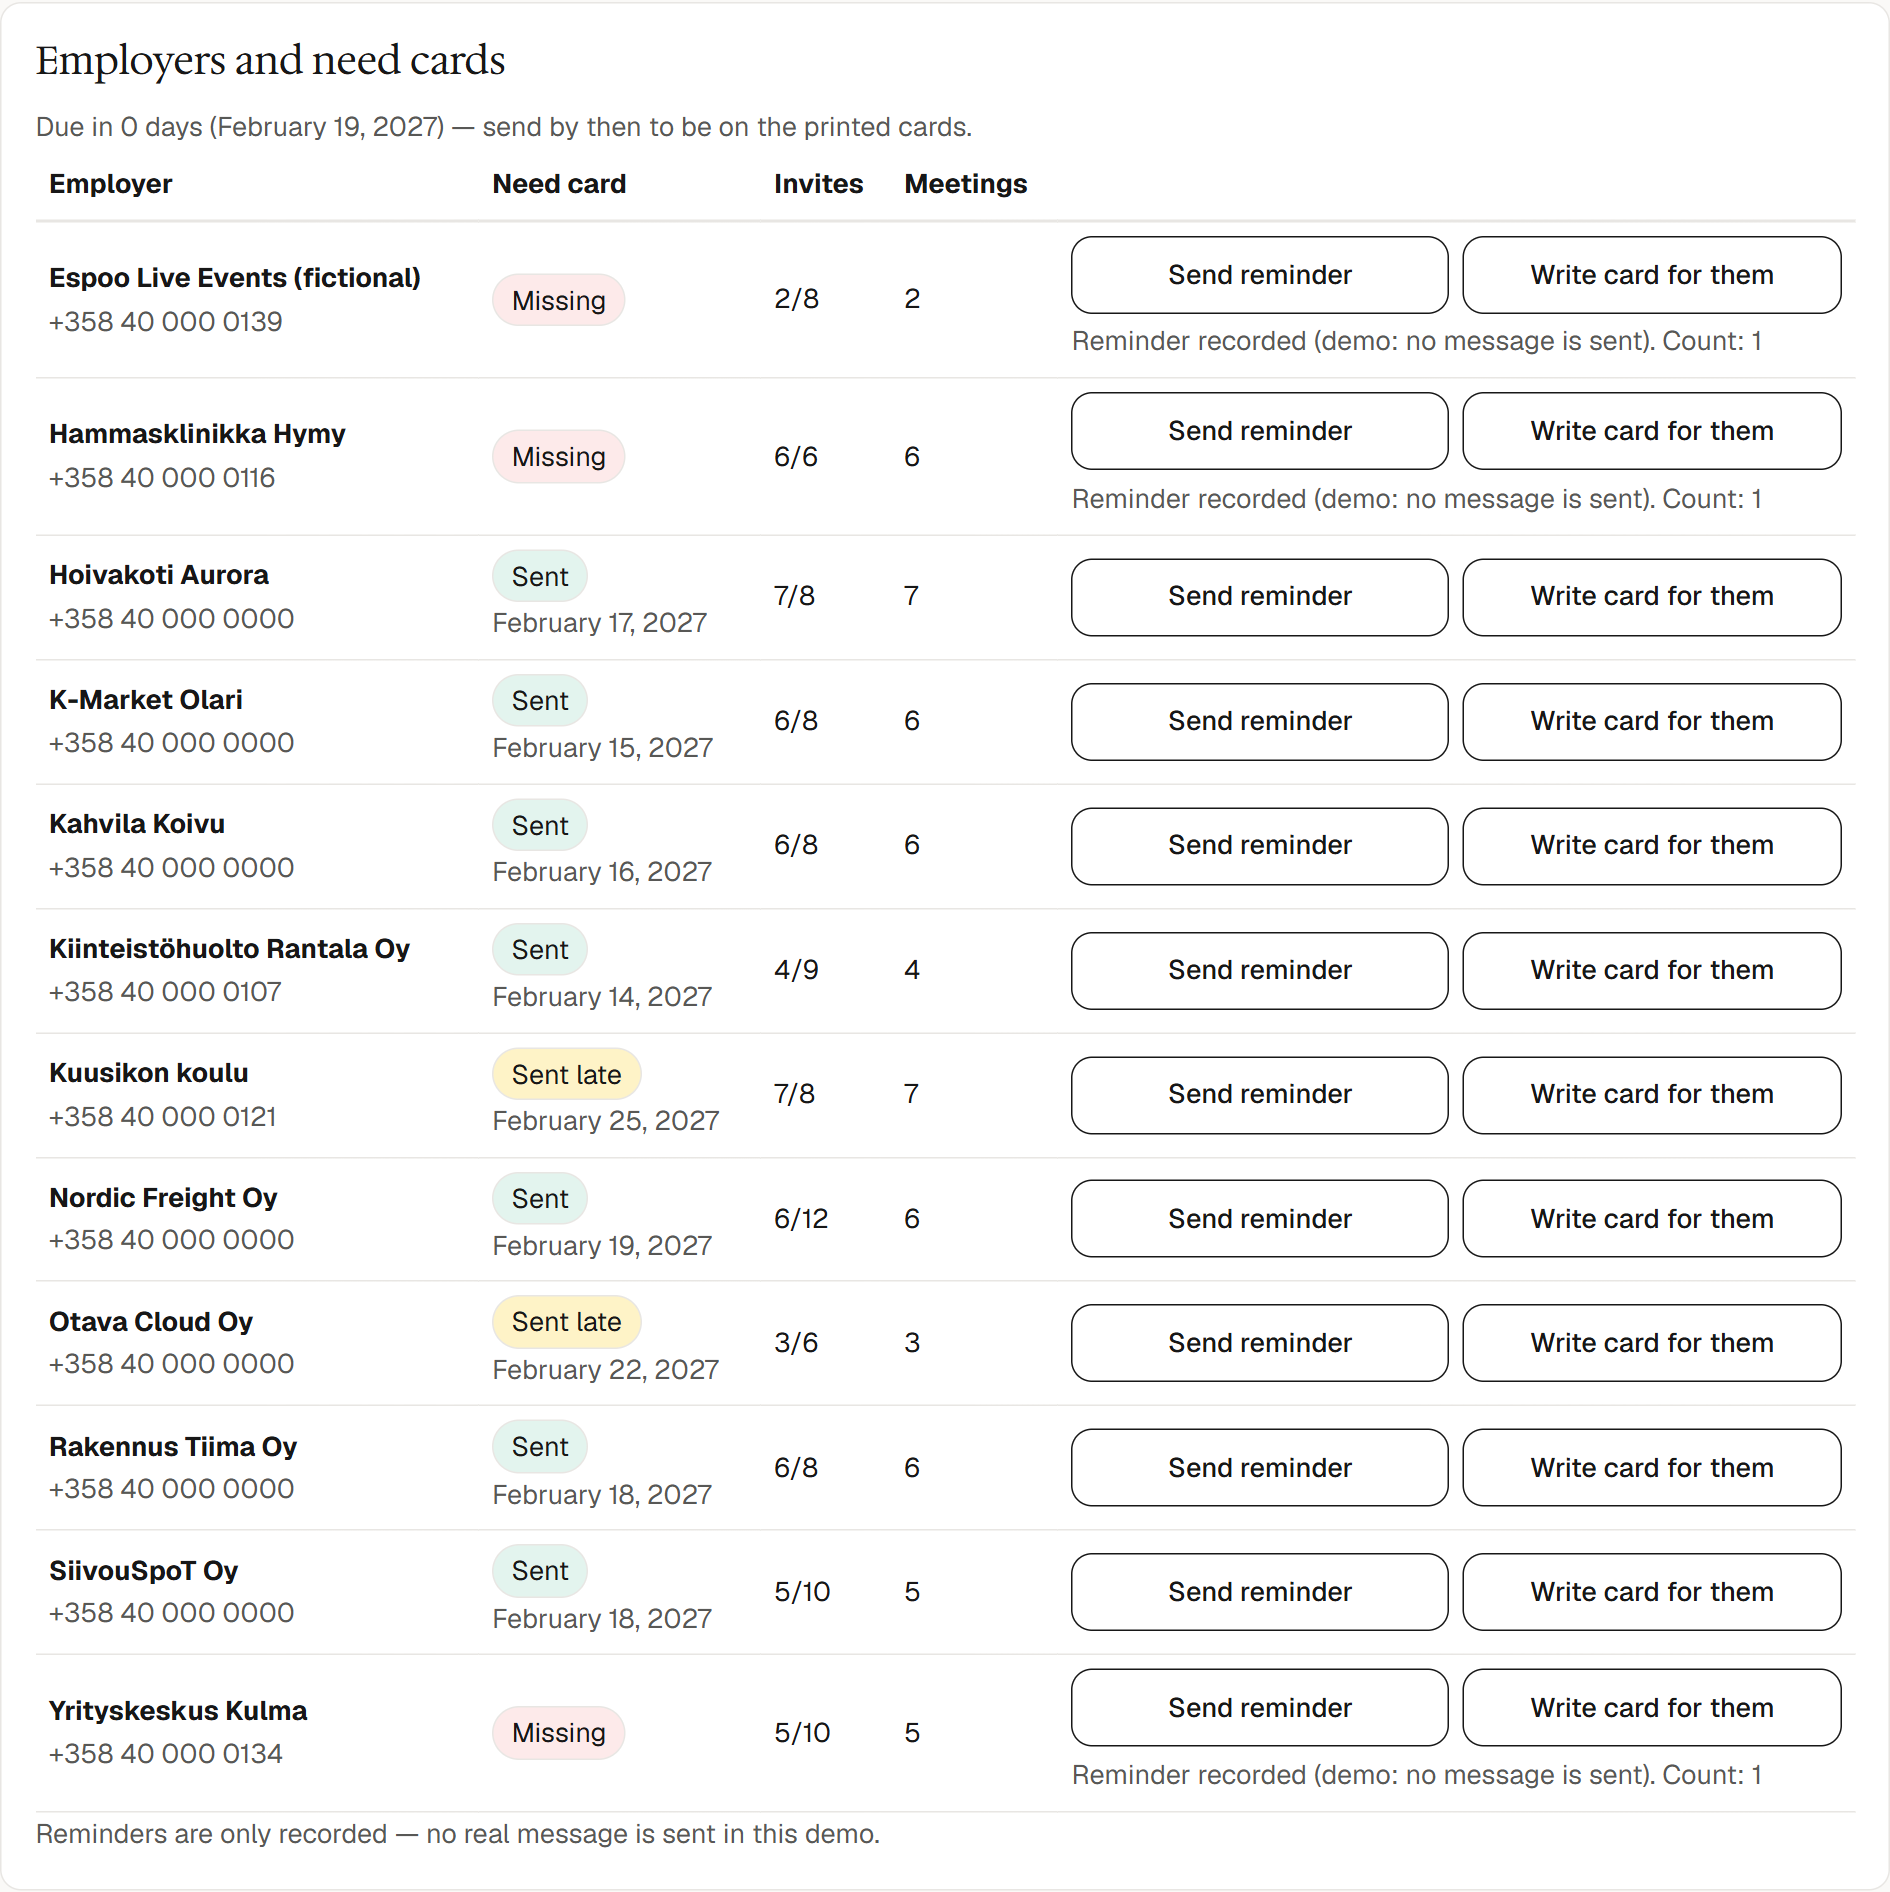 Employers and need cards
Due in 0 days (February 19, 2027) — send by then to be on the printed cards.
Employer Need card Invites Meetings
Espoo Live Events (fictional)
+358 40 000 0139
Missing
2/8
2
Send reminder
Write card for them
Reminder recorded (demo: no message is sent). Count: 1
Hammasklinikka Hymy
+358 40 000 0116
Missing
6/6
6
Send reminder
Write card for them
Reminder recorded (demo: no message is sent). Count: 1
Hoivakoti Aurora
+358 40 000 0000
Sent
February 17, 2027
7/8
7
Send reminder
Write card for them
K-Market Olari
+358 40 000 0000
Sent
February 15, 2027
6/8
6
Send reminder
Write card for them
Kahvila Koivu
+358 40 000 0000
Sent
February 16, 2027
6/8
6
Send reminder
Write card for them
Kiinteistöhuolto Rantala Oy
+358 40 000 0107
Sent
February 14, 2027
4/9
4
Send reminder
Write card for them
Kuusikon koulu
+358 40 000 0121
Sent late
February 25, 2027
7/8
7
Send reminder
Write card for them
Nordic Freight Oy
+358 40 000 0000
Sent
February 19, 2027
6/12
6
Send reminder
Write card for them
Otava Cloud Oy
+358 40 000 0000
Sent late
February 22, 2027
3/6
3
Send reminder
Write card for them
Rakennus Tiima Oy
+358 40 000 0000
Sent
February 18, 2027
6/8
6
Send reminder
Write card for them
SiivouSpoT Oy
+358 40 000 0000
Sent
February 18, 2027
5/10
5
Send reminder
Write card for them
Yrityskeskus Kulma
+358 40 000 0134
Missing
5/10
5
Send reminder
Write card for them
Reminder recorded (demo: no message is sent). Count: 1
Reminders are only recorded — no real message is sent in this demo.